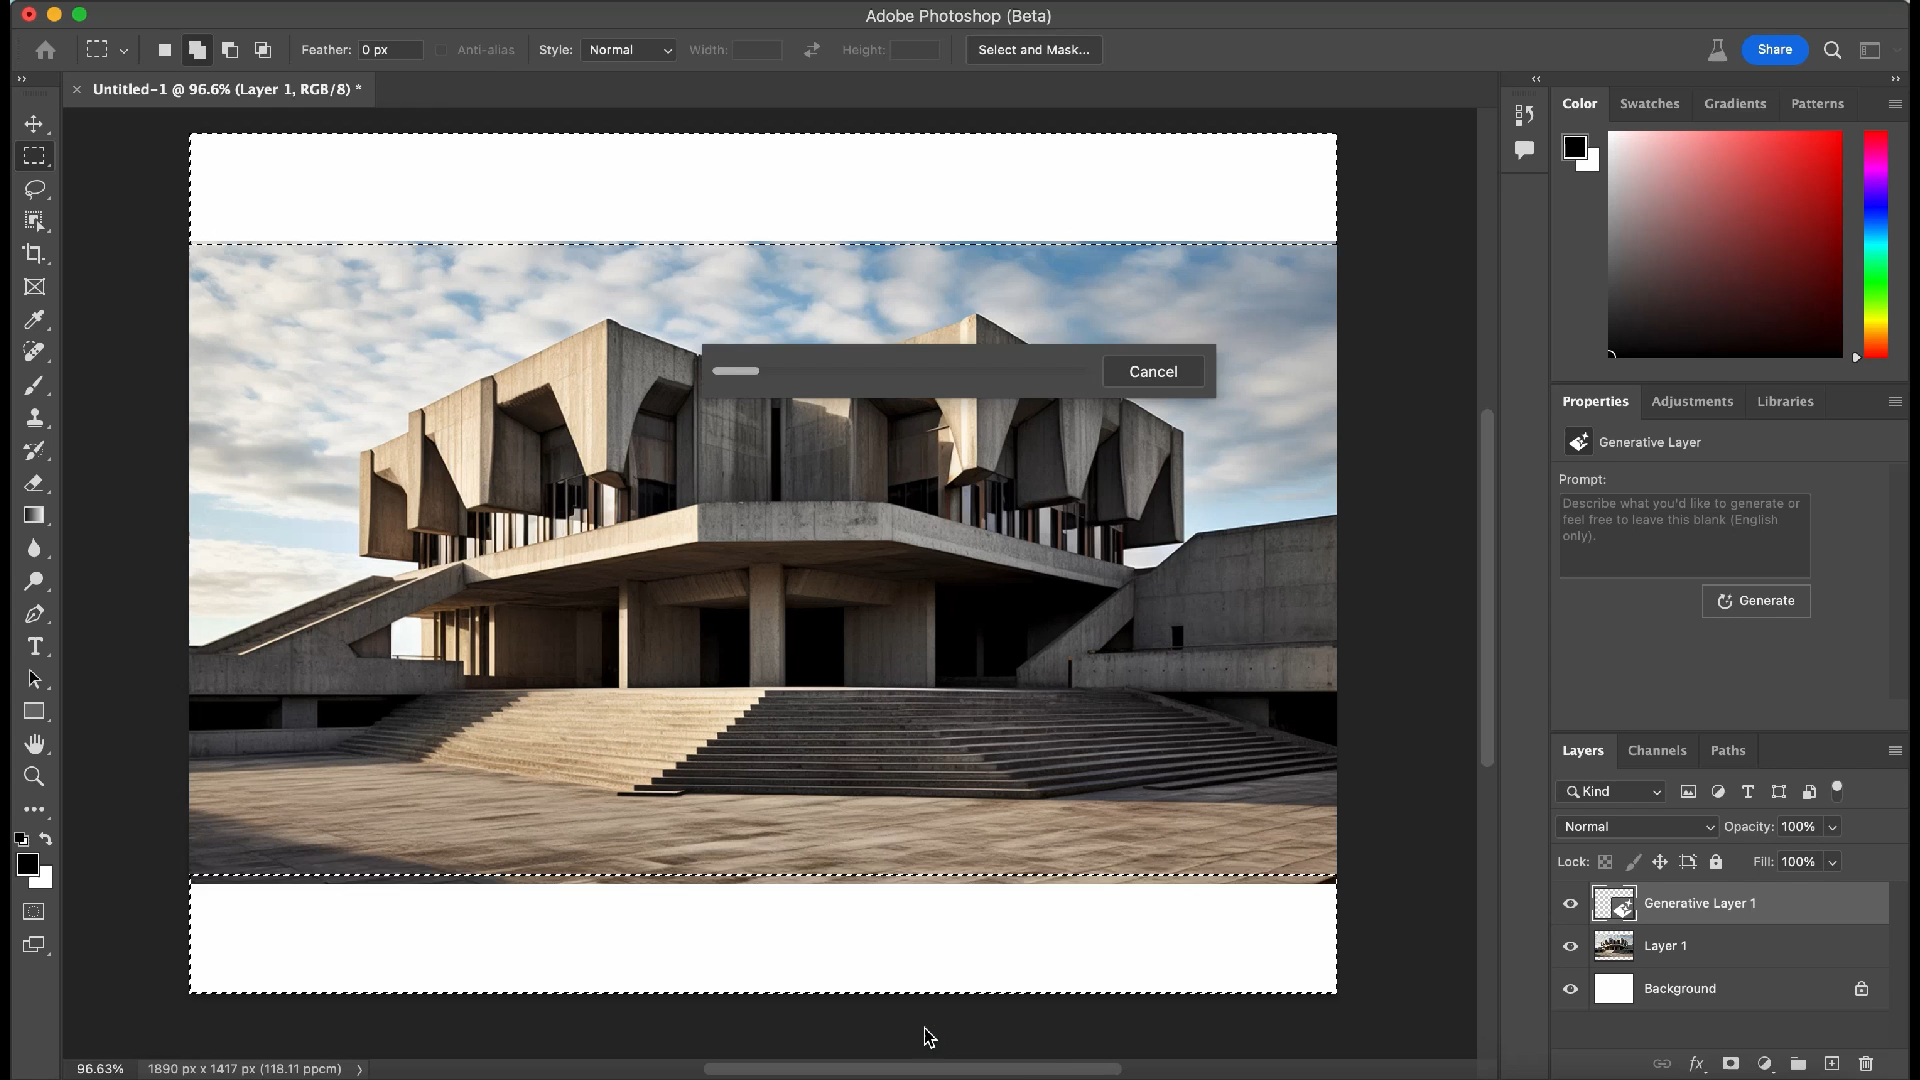 Adobe Photoshop (Beta)
Feather: 0 px Anti-alias Style: Normal Width: Height: Select and Mask... Share
Untitled-1 @ 96.6% (Layer 1, RGB/8) *
Color Swatches Gradients Patterns
Cancel
Properties Adjustments Libraries
Generative Layer
Prompt:
Describe what you'd like to generate or
feel free to leave this blank (English
only).
Generate
Layers Channels Paths
Kind
Normal Opacity: 100%
Lock: Fill: 100%
Generative Layer 1
Layer 1
Background
96.63% 1890 px x 1417 px (118.11 ppcm)